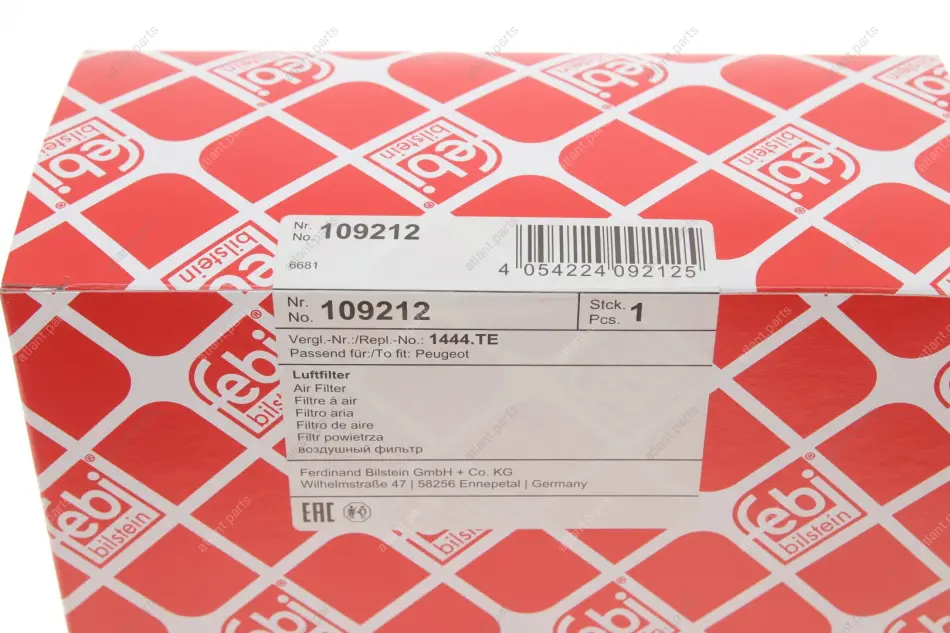 febi
bilstein
Nr.
No. 109212
6681
4 054224 092125
Nr.
No. 109212
Stck.
Pcs. 1
Vergl.-Nr.:/Repl.-No.: 1444.TE
Passend für:/To fit: Peugeot
Luftfilter
Air Filter
Filtre à air
Filtro aria
Filtro de aire
Filtr powietrza
воздушный фильтр
Ferdinand Bilstein GmbH + Co. KG
Wilhelmstraße 47 | 58256 Ennepetal | Germany
EAC
atlant.parts